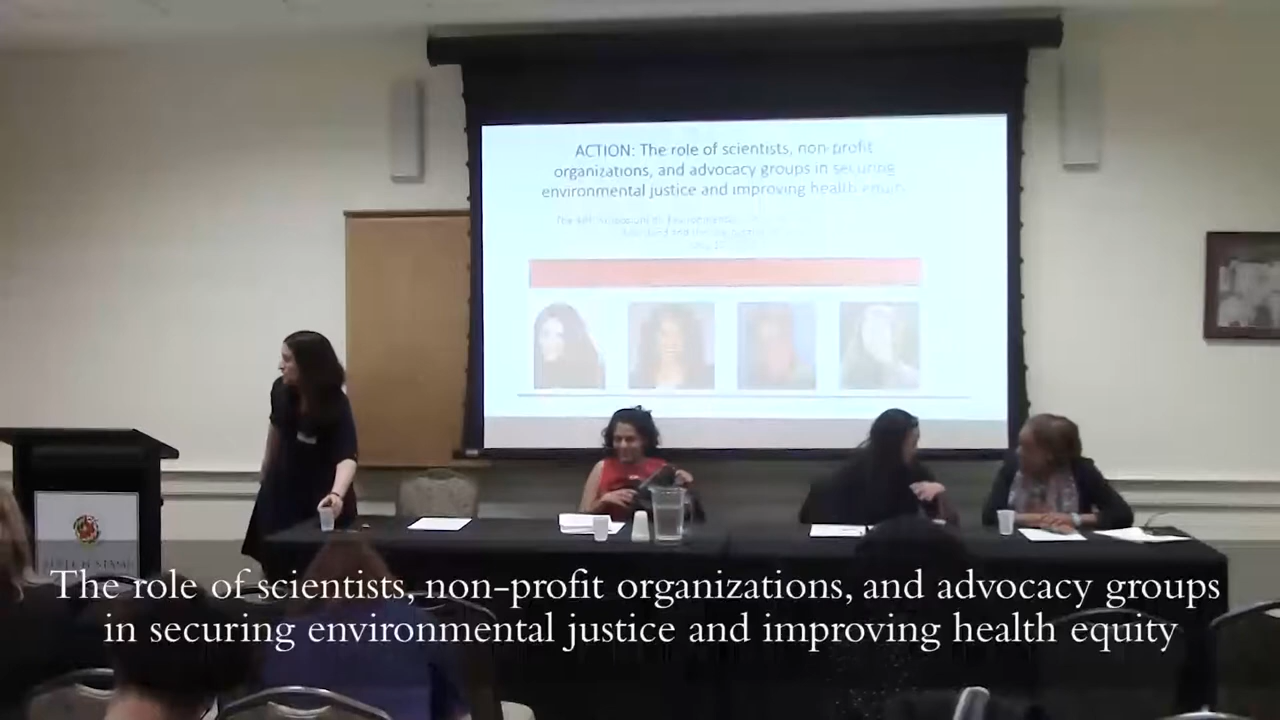 ACTION: The role of scientists, non-profit
organizations, and advocacy groups in securing
environmental justice and improving health equity
The role of scientists, non-profit organizations, and advocacy groups
in securing environmental justice and improving health equity